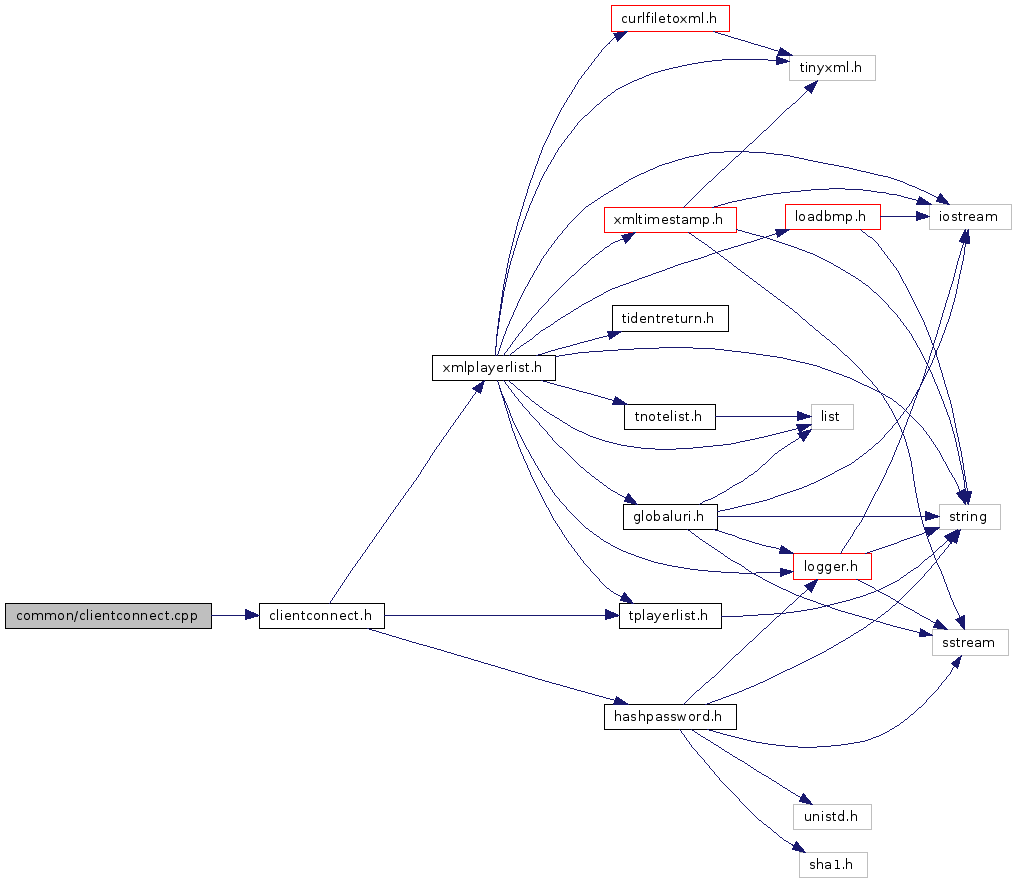 curlfiletoxml.h
tinyxml.h
xmltimestamp.h
loadbmp.h
iostream
tidentreturn.h
xmlplayerlist.h
tnotelist.h
list
globaluri.h
string
logger.h
common/clientconnect.cpp
clientconnect.h
tplayerlist.h
sstream
hashpassword.h
unistd.h
sha1.h